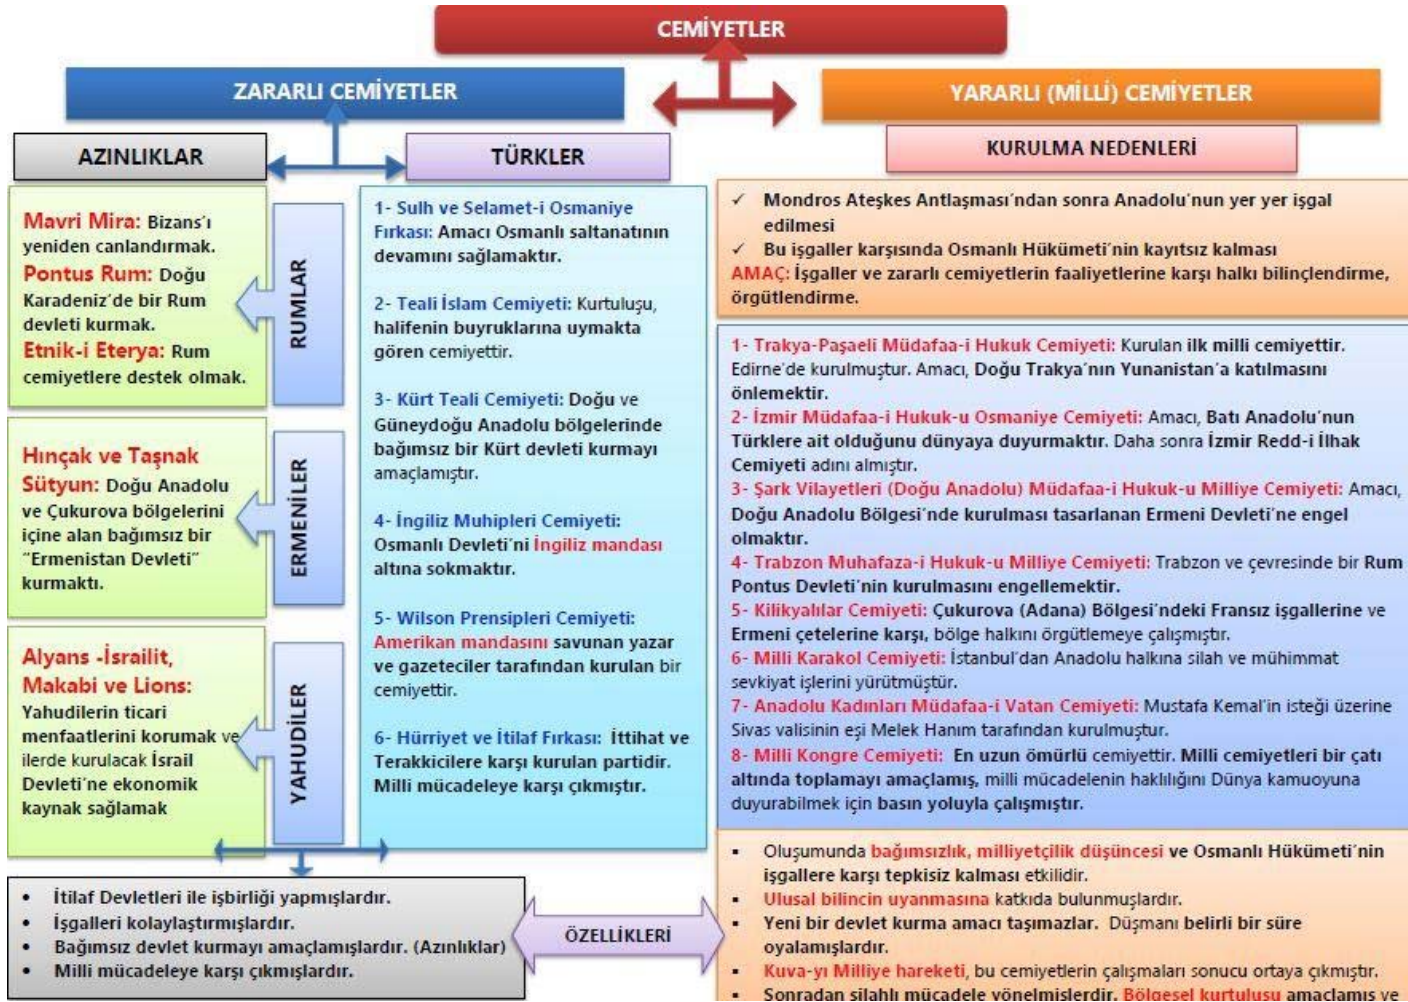 CEMİYETLER
ZARARLI CEMİYETLER
AZINLIKLAR
TÜRKLER
Mavri Mira: Bizans´ı
yeniden canlandırmak.
Pontus Rum: Doğu
Karadeniz´de bir Rum
devleti kurmak.
Etnik-i Eterya: Rum
cemiyetlere destek olmak.
RUMLAR
Hınçak ve Taşnak
Sütyun: Doğu Anadolu
ve Çukurova bölgelerini
içine alan bağımsız bir
“Ermenistan Devleti”
kurmaktı.
ERMENİLER
Alyans -İsrailit,
Makabi ve Lions:
Yahudilerin ticari
menfaatlerini korumak ve
ilerde kurulacak İsrail
Devleti´ne ekonomik
kaynak sağlamak
YAHUDİLER
1- Sulh ve Selamet-i Osmaniye
Fırkası: Amacı Osmanlı saltanatının
devamını sağlamaktır.
2- Teali İslam Cemiyeti: Kurtuluşu,
halifenin buyruklarına uymakta
gören cemiyettir.
3- Kürt Teali Cemiyeti: Doğu ve
Güneydoğu Anadolu bölgelerinde
bağımsız bir Kürt devleti kurmayı
amaçlamıştır.
4- İngiliz Muhipleri Cemiyeti:
Osmanlı Devleti´ni İngiliz mandası
altına sokmaktır.
5- Wilson Prensipleri Cemiyeti:
Amerikan mandasını savunan yazar
ve gazeteciler tarafından kurulan bir
cemiyettir.
6- Hürriyet ve İtilaf Fırkası: İttihat ve
Terakkicilere karşı kurulan partidir.
Milli mücadeleye karşı çıkmıştır.
• İtilaf Devletleri ile işbirliği yapmışlardır.
• İşgalleri kolaylaştırmışlardır.
• Bağımsız devlet kurmayı amaçlamışlardır. (Azınlıklar)
• Milli mücadeleye karşı çıkmışlardır.
ÖZELLİKLERİ
YARARLI (MİLLİ) CEMİYETLER
KURULMA NEDENLERİ
✓ Mondros Ateşkes Antlaşması´ndan sonra Anadolu´nun yer yer işgal
edilmesi
✓ Bu işgaller karşısında Osmanlı Hükümeti´nin kayıtsız kalması
AMAÇ: İşgaller ve zararlı cemiyetlerin faaliyetlerine karşı halkı bilinçlendirme,
örgütlendirme.
1- Trakya-Paşaeli Müdafaa-i Hukuk Cemiyeti: Kurulan ilk milli cemiyettir.
Edirne´de kurulmuştur. Amacı, Doğu Trakya´nın Yunanistan´a katılmasını
önlemektir.
2- İzmir Müdafaa-i Hukuk-u Osmaniye Cemiyeti: Amacı, Batı Anadolu´nun
Türklere ait olduğunu dünyaya duyurmaktır. Daha sonra İzmir Redd-i İlhak
Cemiyeti adını almıştır.
3- Şark Vilayetleri (Doğu Anadolu) Müdafaa-i Hukuk-u Milliye Cemiyeti: Amacı,
Doğu Anadolu Bölgesi´nde kurulması tasarlanan Ermeni Devleti´ne engel
olmaktır.
4- Trabzon Muhafaza-i Hukuk-u Milliye Cemiyeti: Trabzon ve çevresinde bir Rum
Pontus Devleti´nin kurulmasını engellemektir.
5- Kilikyalılar Cemiyeti: Çukurova (Adana) Bölgesi´ndeki Fransız işgallerine ve
Ermeni çetelerine karşı, bölge halkını örgütlemeye çalışmıştır.
6- Milli Karakol Cemiyeti: İstanbul´dan Anadolu halkına silah ve mühimmat
sevkiyat işlerini yürütmüştür.
7- Anadolu Kadınları Müdafaa-i Vatan Cemiyeti: Mustafa Kemal´in isteği üzerine
Sivas valisinin eşi Melek Hanım tarafından kurulmuştur.
8- Milli Kongre Cemiyeti: En uzun ömürlü cemiyettir. Milli cemiyetleri bir çatı
altında toplamayı amaçlamış, milli mücadelenin haklılığını Dünya kamuoyuna
duyurabilmek için basın yoluyla çalışmıştır.
▪ Oluşumunda bağımsızlık, milliyetçilik düşüncesi ve Osmanlı Hükümeti´nin
işgallere karşı tepkisiz kalması etkilidir.
▪ Ulusal bilincin uyanmasına katkıda bulunmuşlardır.
▪ Yeni bir devlet kurma amacı taşımazlar. Düşmanı belirli bir süre
oyalamışlardır.
▪ Kuva-yı Milliye hareketi, bu cemiyetlerin çalışmaları sonucu ortaya çıkmıştır.
▪ Sonradan silahlı mücadele yönelmişlerdir. Bölgesel kurtuluşu amaçlamış ve